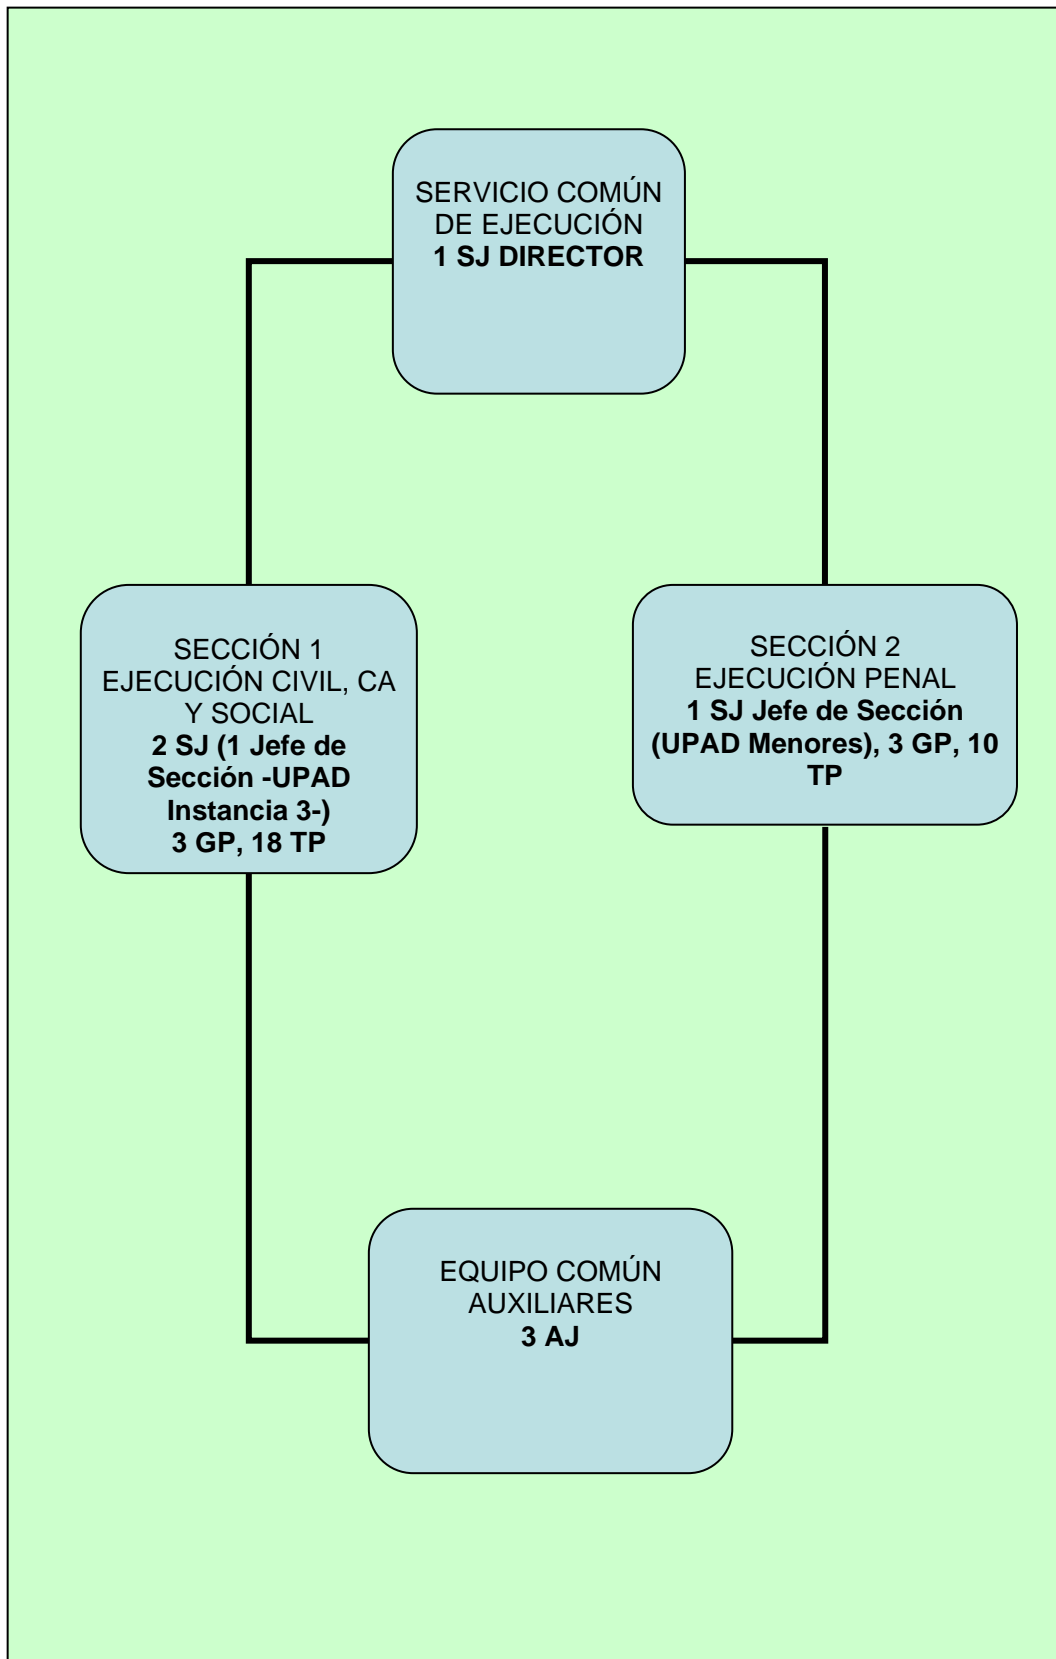 SERVICIO COMÚN
DE EJECUCIÓN
1 SJ DIRECTOR
SECCIÓN 1
EJECUCIÓN CIVIL, CA
Y SOCIAL
2 SJ (1 Jefe de
Sección -UPAD
Instancia 3-)
3 GP, 18 TP
SECCIÓN 2
EJECUCIÓN PENAL
1 SJ Jefe de Sección
(UPAD Menores), 3 GP, 10
TP
EQUIPO COMÚN
AUXILIARES
3 AJ